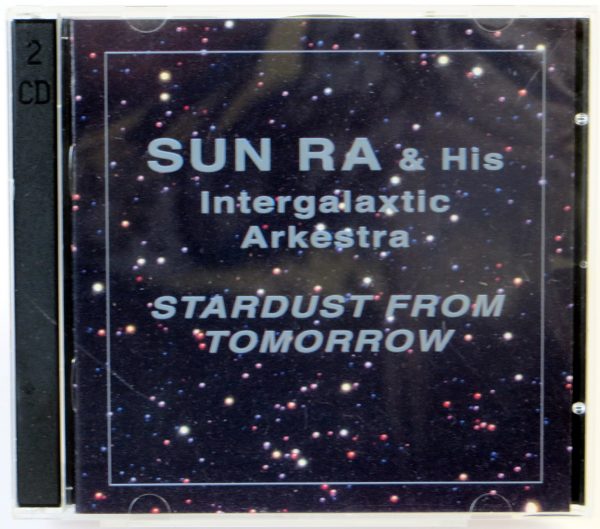 2
CD
SUN RA & His
Intergalaxtic
Arkestra
STARDUST FROM
TOMORROW